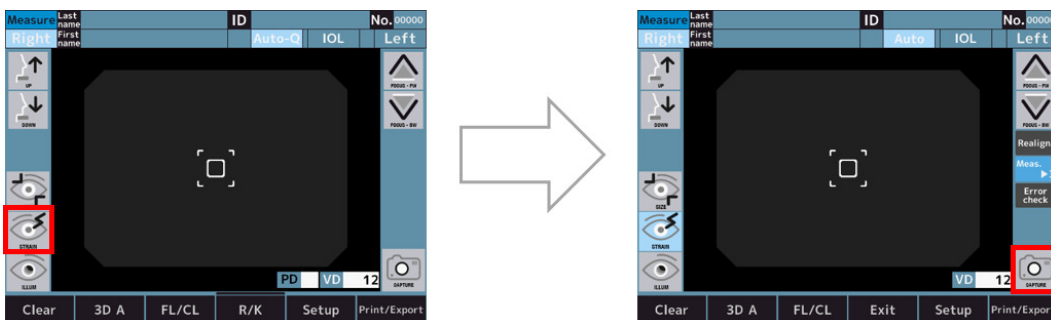 Measure Last name ID No. 00000
Right First name Auto-Q IOL Left
UP FOCUS - FW
DOWN FOCUS - BW
STRAIN
ILLUM PD VD 12 CAPTURE
Clear 3D A FL/CL R/K Setup Print/Export
Measure Last name ID No. 0000
Right First name Auto IOL Left
UP FOCUS - FW
DOWN FOCUS - BW
Realign
Meas.
SIZE Error check
STRAIN
ILLUM VD 12 CAPTURE
Clear 3D A FL/CL Exit Setup Print/Expor